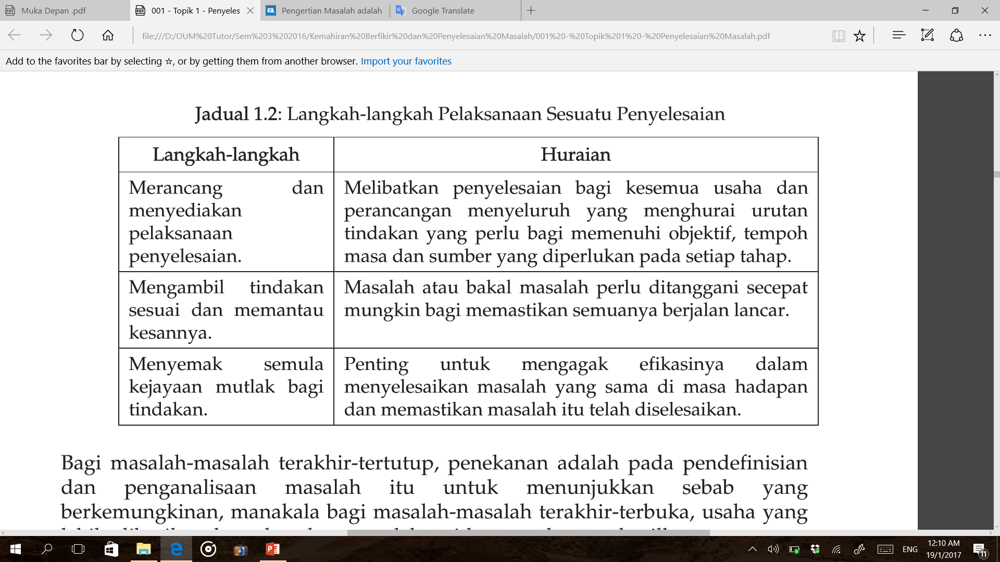 Muka Depan .pdf
001 - Topik 1 - Penyeles
Pengertian Masalah adalah
Google Translate
file:///D:/OUM%20Tutor/Sem%203%202016/Kemahiran%20Berfikir%20dan%20Penyelesaian%20Masalah/001%20-%20Topik%201%20-%20Penyelesaian%20Masalah.pdf
Add to the favorites bar by selecting ☆, or by getting them from another browser. Import your favorites
Jadual 1.2: Langkah-langkah Pelaksanaan Sesuatu Penyelesaian
Langkah-langkah
Huraian
Merancang dan
menyediakan
pelaksanaan
penyelesaian.
Melibatkan penyelesaian bagi kesemua usaha dan
perancangan menyeluruh yang menghurai urutan
tindakan yang perlu bagi memenuhi objektif, tempoh
masa dan sumber yang diperlukan pada setiap tahap.
Mengambil tindakan
sesuai dan memantau
kesannya.
Masalah atau bakal masalah perlu ditanggani secepat
mungkin bagi memastikan semuanya berjalan lancar.
Menyemak semula
kejayaan mutlak bagi
tindakan.
Penting untuk mengagak efikasinya dalam
menyelesaikan masalah yang sama di masa hadapan
dan memastikan masalah itu telah diselesaikan.
Bagi masalah-masalah terakhir-tertutup, penekanan adalah pada pendefinisian
dan penganalisaan masalah itu untuk menunjukkan sebab yang
berkemungkinan, manakala bagi masalah-masalah terakhir-terbuka, usaha yang
ENG
12:10 AM
19/1/2017
11